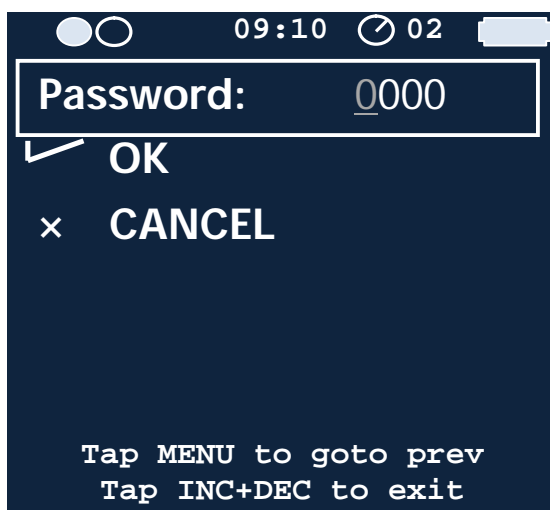 09:10 02
Password: 0000
OK
× CANCEL
Tap MENU to goto prev
Tap INC+DEC to exit